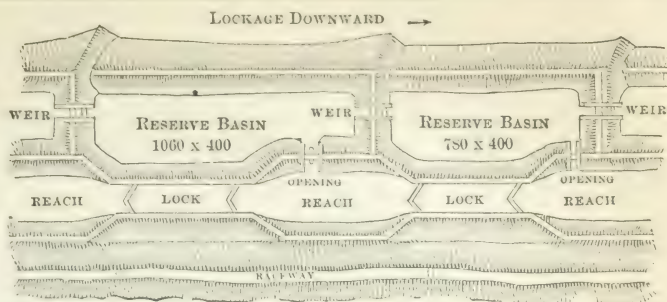 LOCKAGE DOWNWARD
WEIR
RESERVE BASIN
1060 x 400
WEIR
RESERVE BASIN
780 x 400
WEIR
OPENING
OPENING
REACH
LOCK
REACH
LOCK
REACH
RACEWAY